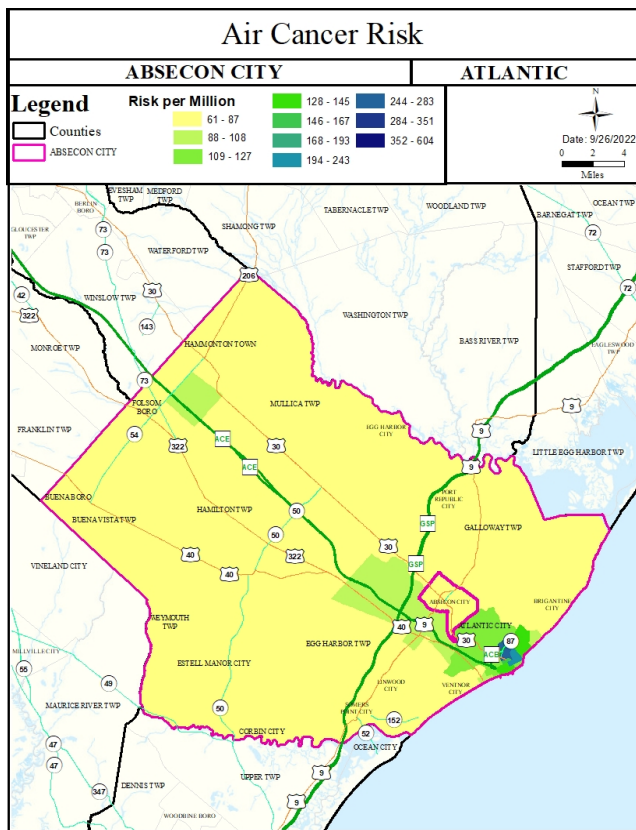 Air Cancer Risk
ABSECON CITY
ATLANTIC
Legend
Counties
ABSECON CITY
Risk per Million
61 - 87
88 - 108
109 - 127
128 - 145
146 - 167
168 - 193
194 - 243
244 - 283
284 - 351
352 - 604
N
Date: 9/26/2022
0 2 4
Miles
EVESHAM TWP
MEDFORD TWP
BERLIN BORO
GLOUCESTER TWP
73
73
WATERFORD TWP
SHAMONG TWP
TABERNACLE TWP
WOODLAND TWP
OCEAN TWP
BARNEGAT TWP
72
STAFFORD TWP
72
206
42
322
WINSLOW TWP
30
143
WASHINGTON TWP
BASS RIVER TWP
EAGLESWOOD TWP
MONROE TWP
HAMMONTON TOWN
73
FOLSOM BORO
MULLICA TWP
9
9
FRANKLIN TWP
54
322
ACE
30
EGG HARBOR CITY
LITTLE EGG HARBOR TWP
ACE
9
BUENA BORO
BUENA VISTA TWP
HAMILTON TWP
50
PORT REPUBLIC CITY
GSP
GALLOWAY TWP
50
322
30
40
40
GSP
VINELAND CITY
ABSECON CITY
BRIGANTINE CITY
WEYMOUTH TWP
ATLANTIC CITY
40
9
30
87
ACE
MILLVILLE CITY
55
ESTELL MANOR CITY
EGG HARBOR TWP
LINWOOD CITY
VENTNOR CITY
49
MAURICE RIVER TWP
50
SOMERS POINT CITY
152
CORBIN CITY
52
OCEAN CITY
47
47
UPPER TWP
9
347
DENNIS TWP
9
WOODBINE BORO